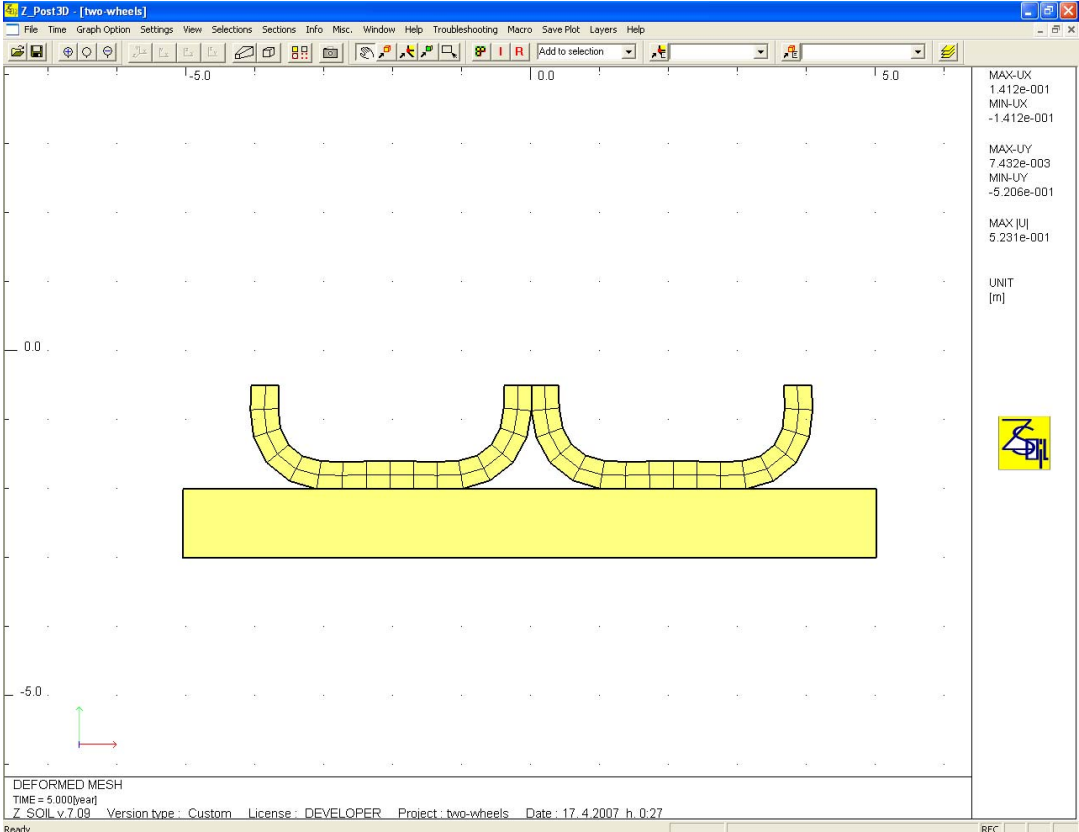 Z_Post3D - [two-wheels]
File Time Graph Option Settings View Selections Sections Info Misc. Window Help Troubleshooting Macro Save Plot Layers Help
I R Add to selection
-5.0 0.0 5.0
MAX-UX
1.412e-001
MIN-UX
-1.412e-001
MAX-UY
7.432e-003
MIN-UY
-5.206e-001
MAX |U|
5.231e-001
UNIT
[m]
0.0
ZSOIL
-5.0
DEFORMED MESH
TIME = 5.000[year]
Z_SOIL v.7.09 Version type : Custom License : DEVELOPER Project : two-wheels Date : 17. 4.2007 h. 0:27
Ready REC